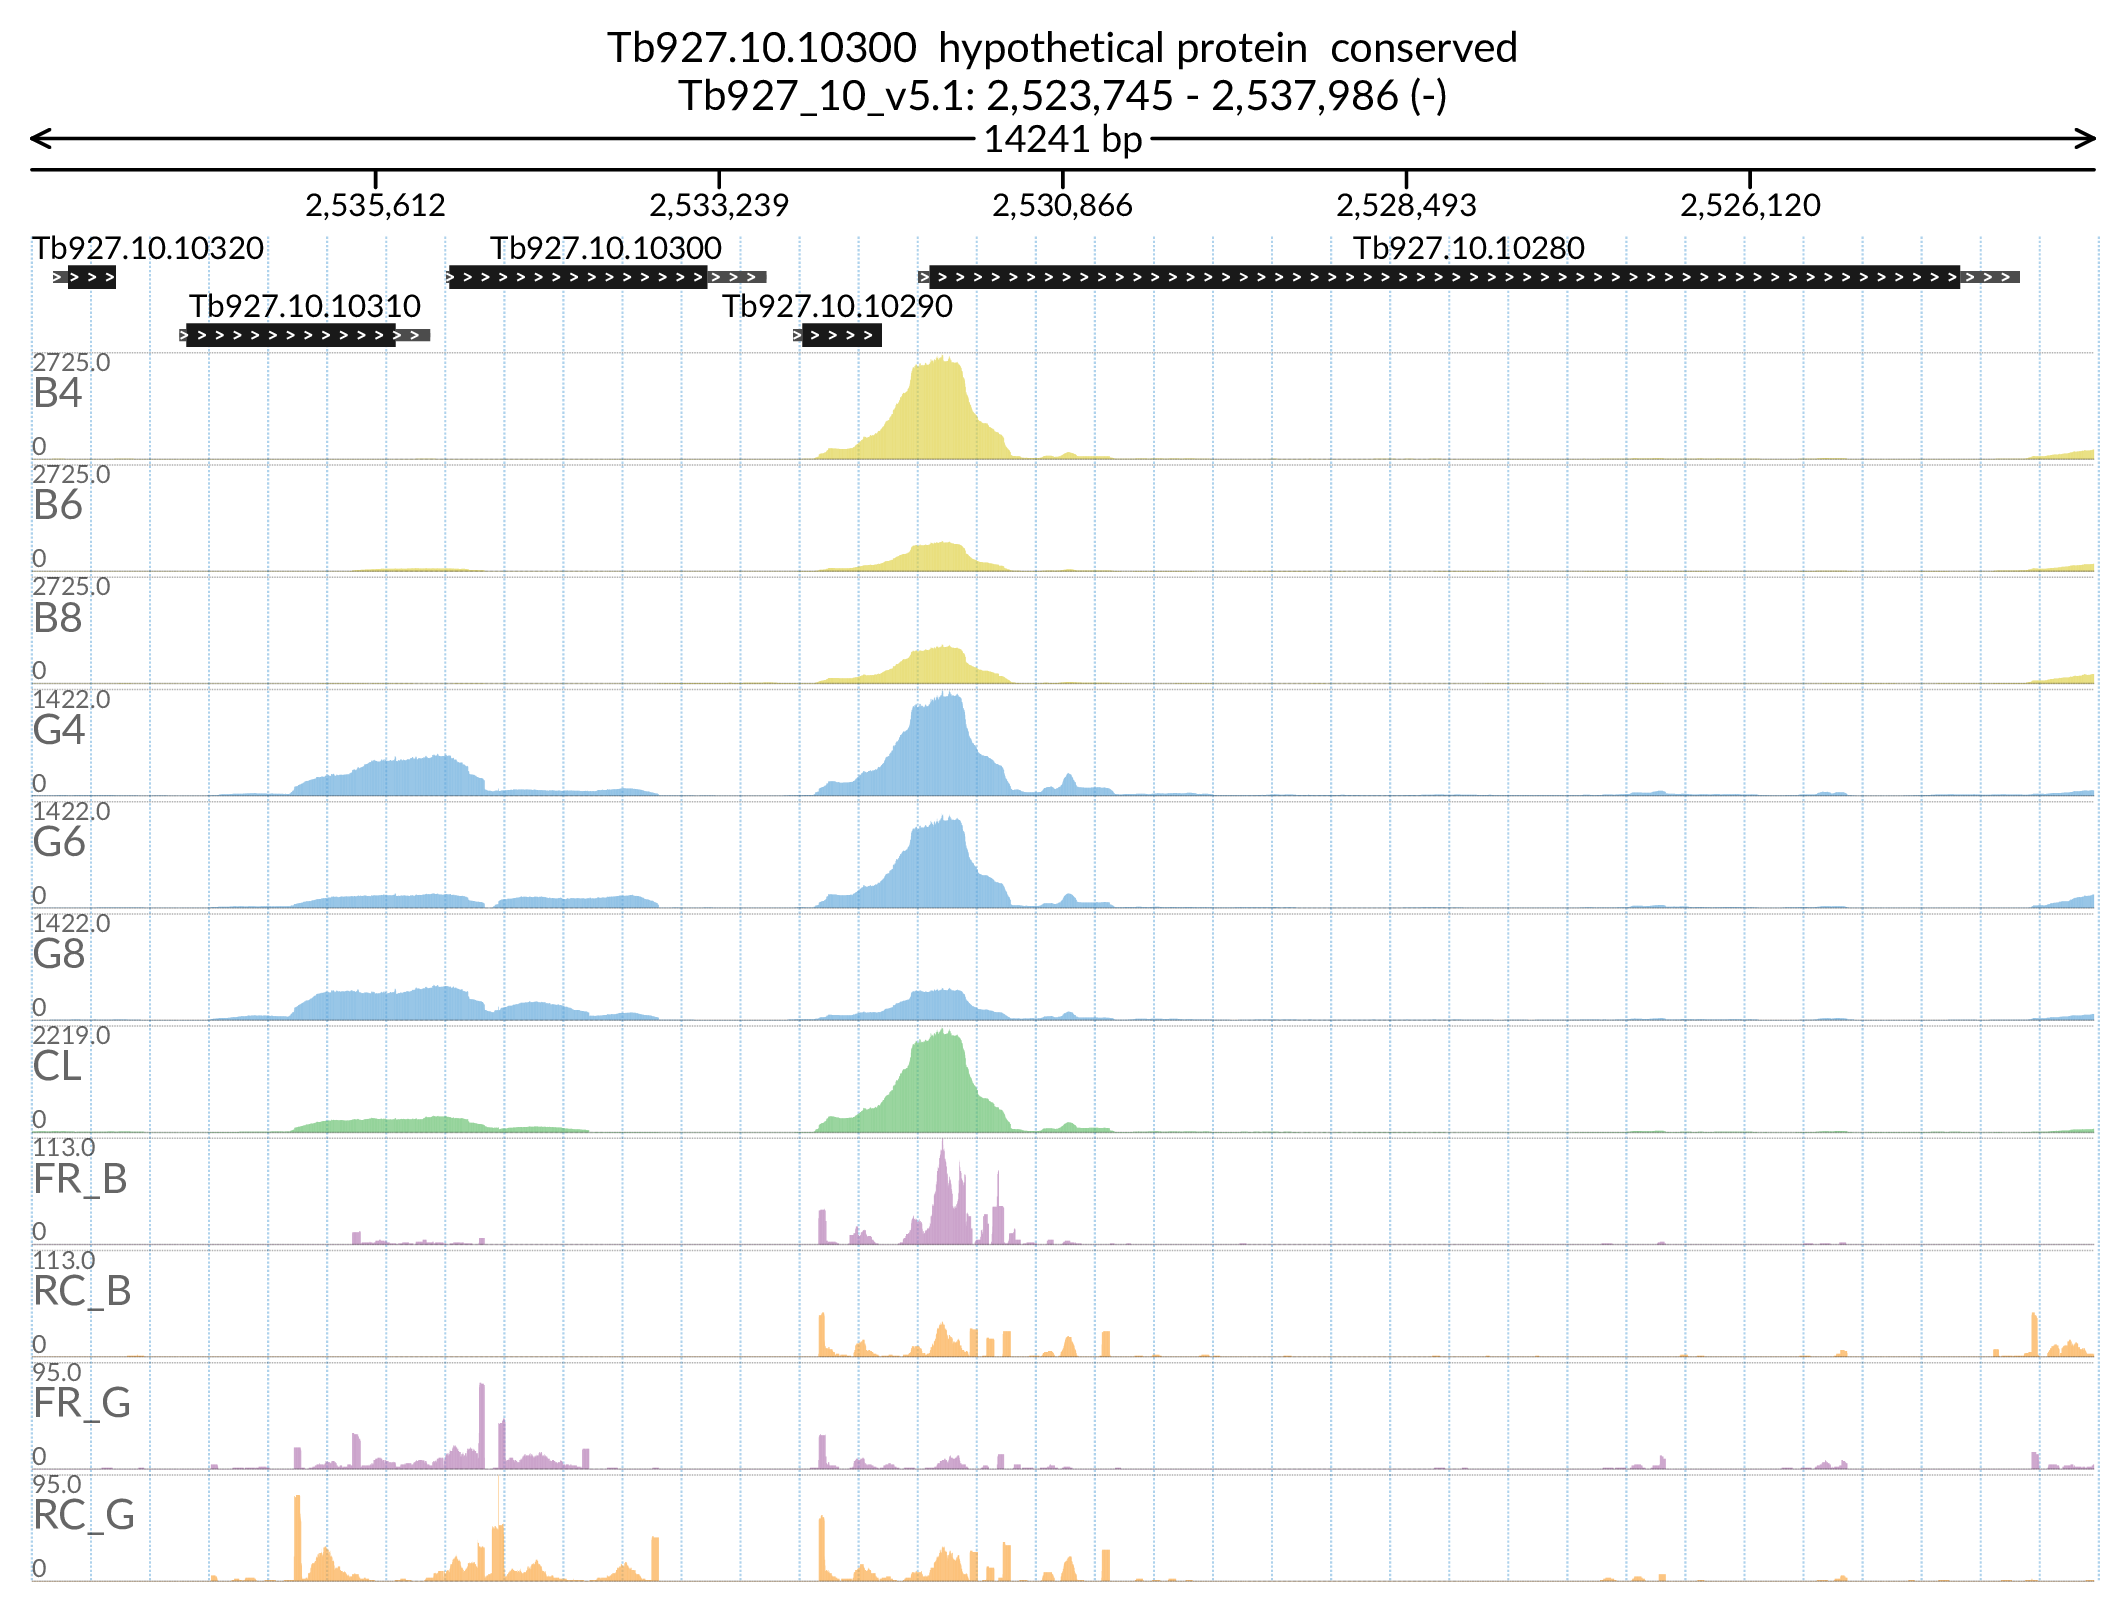 Tb927.10.10300  hypothetical protein  conserved
Tb927_10_v5.1: 2,523,745 - 2,537,986 (-)
14241 bp
2,535,612 2,533,239 2,530,866 2,528,493 2,526,120
Tb927.10.10320 Tb927.10.10300 Tb927.10.10280
Tb927.10.10310 Tb927.10.10290
2725.0
B4
0
2725.0
B6
0
2725.0
B8
0
1422.0
G4
0
1422.0
G6
0
1422.0
G8
0
2219.0
CL
0
113.0
FR_B
0
113.0
RC_B
0
95.0
FR_G
0
95.0
RC_G
0